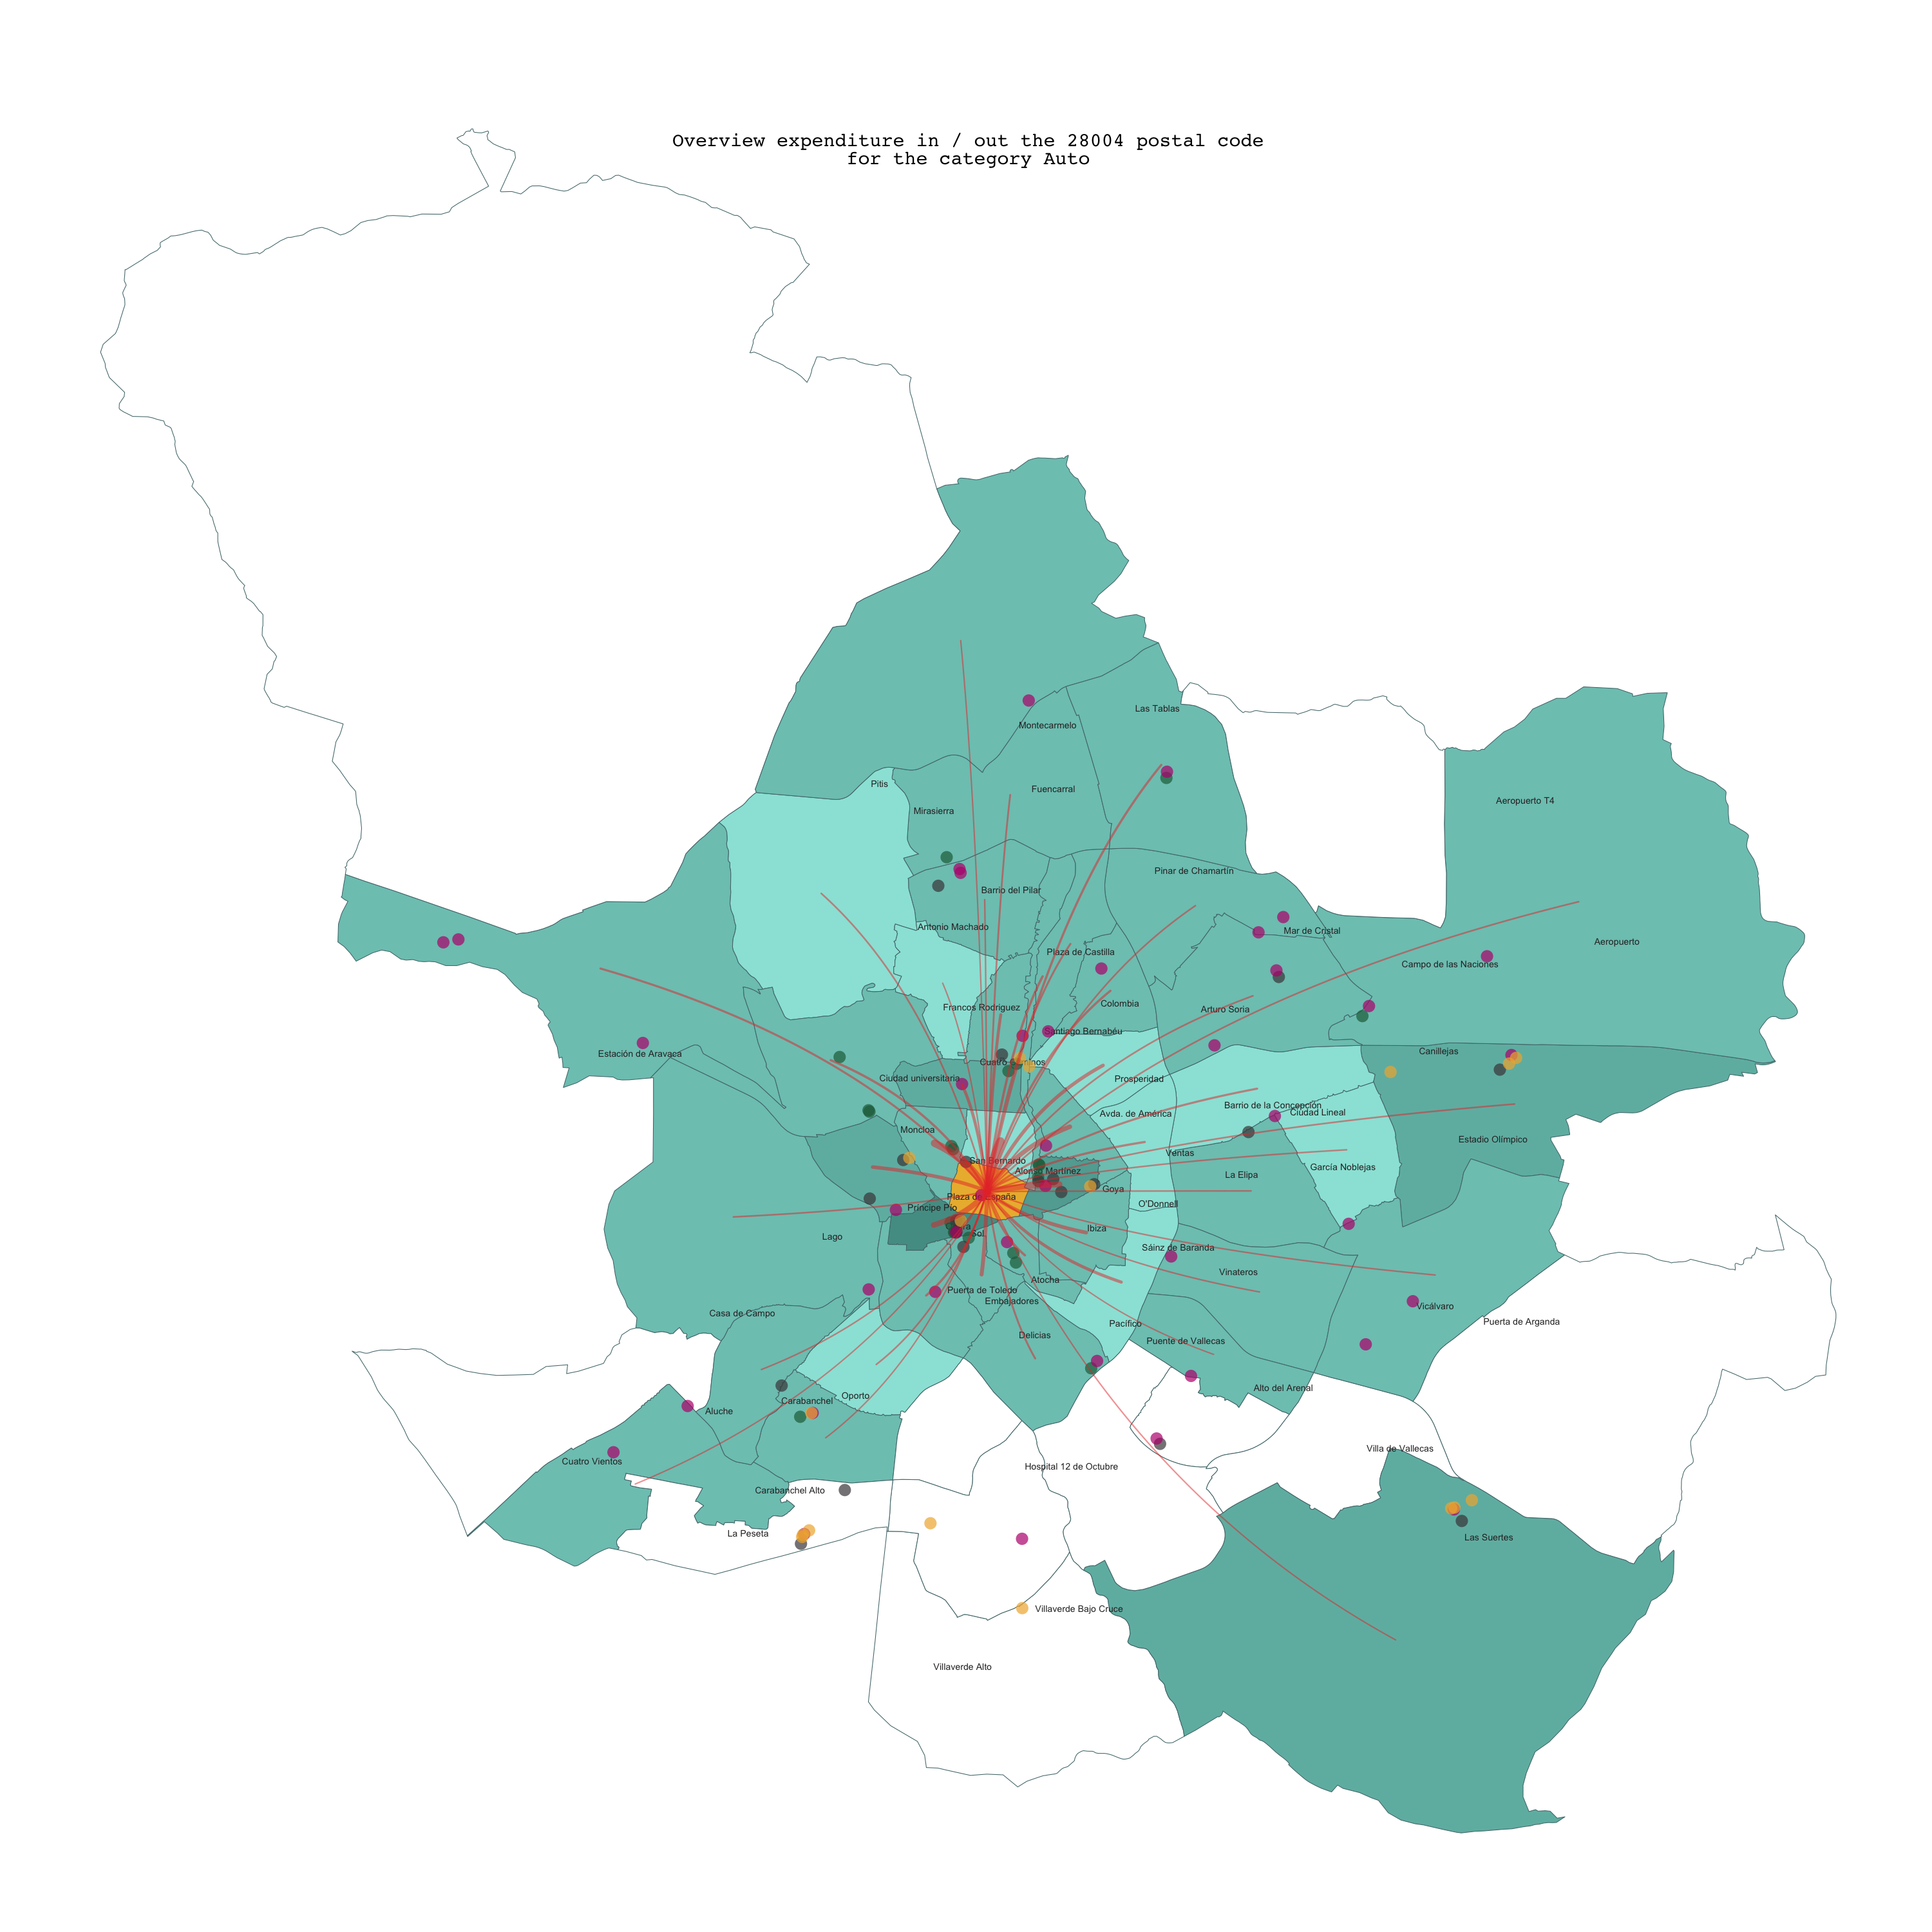 Overview expenditure in / out the 28004 postal code
for the category Auto
Las Tablas
Montecarmelo
Pitis
Fuencarral
Aeropuerto T4
Mirasierra
Pinar de Chamartín
Barrio del Pilar
Antonio Machado
Mar de Cristal
Aeropuerto
Plaza de Castilla
Campo de las Naciones
Francos Rodriguez
Colombia
Arturo Soria
Santiago Bernabéu
Estación de Aravaca
Canillejas
Ciudad universitaria
Prosperidad
Barrio de la Concepción
Avda. de América
Ciudad Lineal
Moncloa
Estadio Olímpico
Ventas
San Bernardo
García Noblejas
Alonso Martinez
La Elipa
Goya
Plaza de España
O'Donnell
Principe Pio
Ibiza
Sol
Lago
Sáinz de Baranda
Vinateros
Atocha
Puerta de Toledo
Embajadores
Vicálvaro
Casa de Campo
Puerta de Arganda
Pacífico
Delicias
Puente de Vallecas
Alto del Arenal
Oporto
Carabanchel
Aluche
Villa de Vallecas
Cuatro Vientos
Hospital 12 de Octubre
Carabanchel Alto
La Peseta
Las Suertes
Villaverde Bajo Cruce
Villaverde Alto